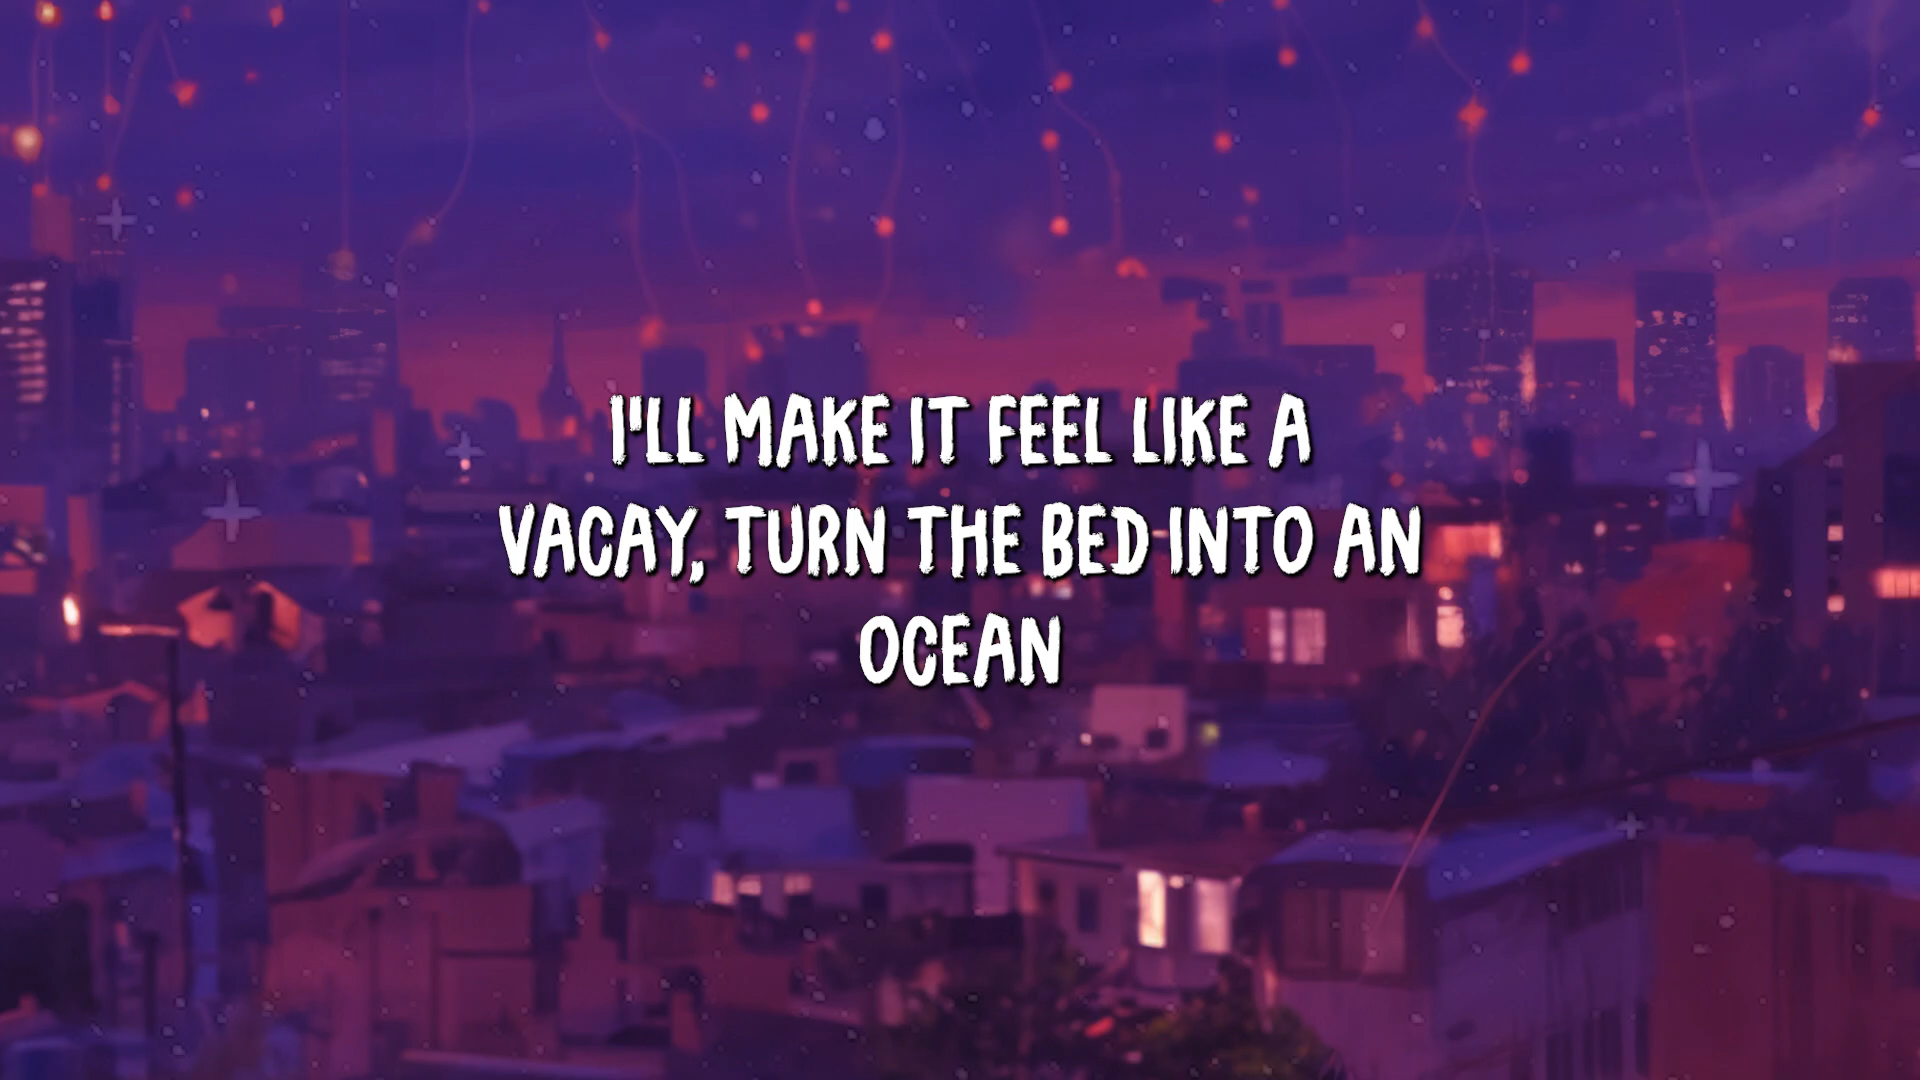 I'LL MAKE IT FEEL LIKE A
VACAY, TURN THE BED INTO AN
OCEAN